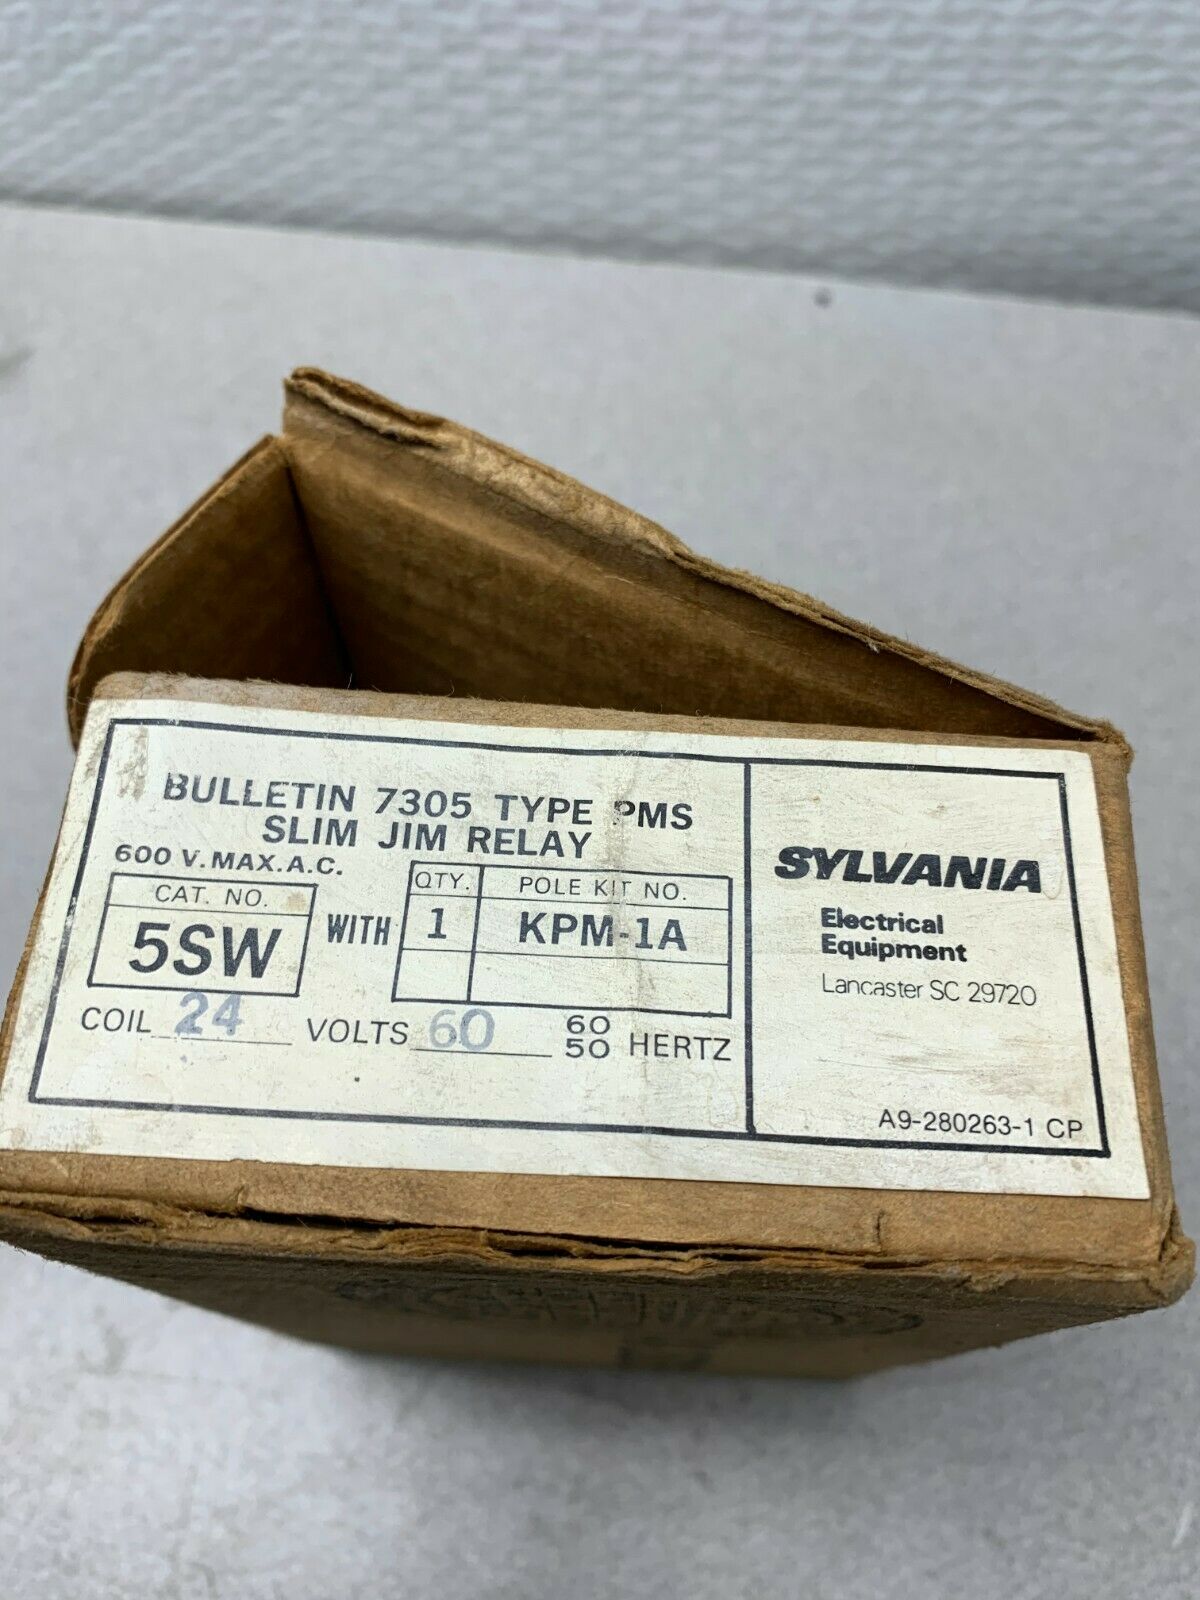 BULLETIN 7305 TYPE PMS
SLIM JIM RELAY
600 V. MAX. A.C.
CAT. NO.
5SW
WITH
QTY. POLE KIT NO.
1 KPM-1A
COIL 24 VOLTS 60 60/50 HERTZ
SYLVANIA
Electrical
Equipment
Lancaster SC 29720
A9-280263-1 CP